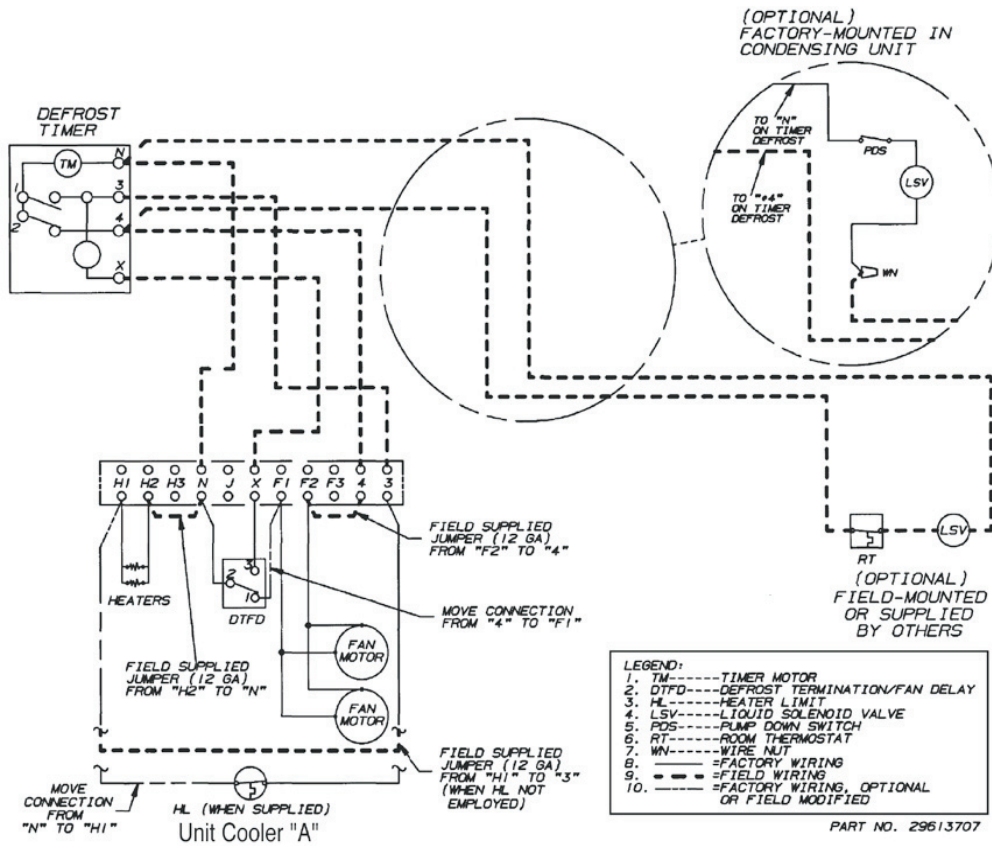 (OPTIONAL)
FACTORY-MOUNTED IN
CONDENSING UNIT
TO "N"
ON TIMER
DEFROST
PDS
LSV
TO "#4"
ON TIMER
DEFROST
WN
DEFROST
TIMER
TM
N
1
3
2
4
X
H1 H2 H3 N J X F1 F2 F3 4 3
FIELD SUPPLIED
JUMPER (12 GA)
FROM "F2" TO "4"
HEATERS
3
2
1
DTFD
MOVE CONNECTION
FROM "4" TO "F1"
FIELD SUPPLIED
JUMPER (12 GA)
FROM "H2" TO "N"
FAN
MOTOR
FAN
MOTOR
RT
LSV
(OPTIONAL)
FIELD-MOUNTED
OR SUPPLIED
BY OTHERS
FIELD SUPPLIED
JUMPER (12 GA)
FROM "H1" TO "3"
(WHEN HL NOT
EMPLOYED)
MOVE
CONNECTION
FROM
"N" TO "H1"
HL (WHEN SUPPLIED)
Unit Cooler "A"
LEGEND:
1. TM------TIMER MOTOR
2. DTFD----DEFROST TERMINATION/FAN DELAY
3. HL------HEATER LIMIT
4. LSV-----LIQUID SOLENOID VALVE
5. PDS-----PUMP DOWN SWITCH
6. RT------ROOM THERMOSTAT
7. WN------WIRE NUT
8. ———=FACTORY WIRING
9. – – –=FIELD WIRING
10. —-—-—=FACTORY WIRING, OPTIONAL
OR FIELD MODIFIED
PART NO. 29613707